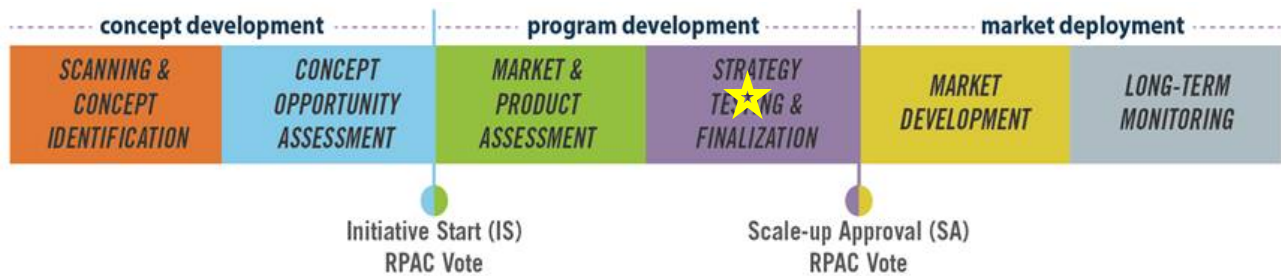 concept development
program development
market deployment
SCANNING &
CONCEPT
IDENTIFICATION
CONCEPT
OPPORTUNITY
ASSESSMENT
MARKET &
PRODUCT
ASSESSMENT
STRATEGY
TESTING &
FINALIZATION
MARKET
DEVELOPMENT
LONG-TERM
MONITORING
Initiative Start (IS)
RPAC Vote
Scale-up Approval (SA)
RPAC Vote